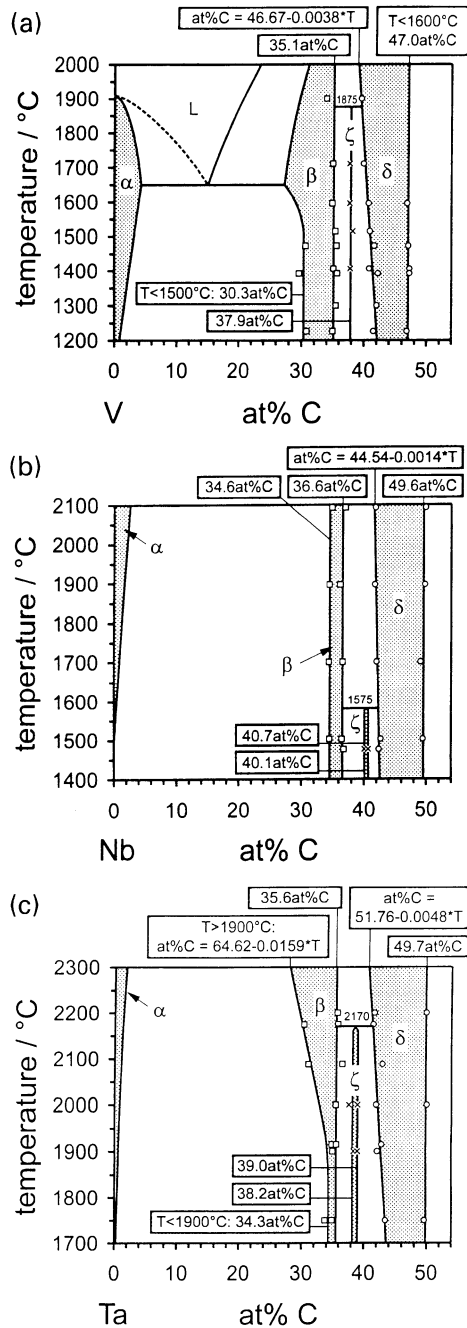 (a)
at%C = 46.67-0.0038*T
T<1600°C
35.1at%C
47.0at%C
2000
1900
1875
L
ζ
1800
α
β
δ
1700
temperature / °C
1600
1500
T<1500°C: 30.3at%C
1400
37.9at%C
1300
1200
0 10 20 30 40 50
V at% C
(b)
at%C = 44.54-0.0014*T
34.6at%C 36.6at%C 49.6at%C
2100
α
2000
1900
δ
1800
temperature / °C
1700
β
1600
1575
ζ
40.7at%C
1500
40.1at%C
1400
0 10 20 30 40 50
Nb at% C
(c)
35.6at%C
at%C =
51.76-0.0048*T
T>1900°C:
at%C = 64.62-0.0159*T
49.7at%C
2300
α
β
2200
2170
δ
2100
ζ
temperature / °C
2000
1900
39.0at%C
38.2at%C
1800
T<1900°C: 34.3at%C
1700
0 10 20 30 40 50
Ta at% C